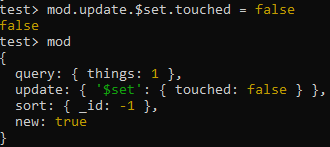 test> mod.update.$set.touched = false
false
test> mod
{
  query: { things: 1 },
  update: { '$set': { touched: false } },
  sort: { _id: -1 },
  new: true
}